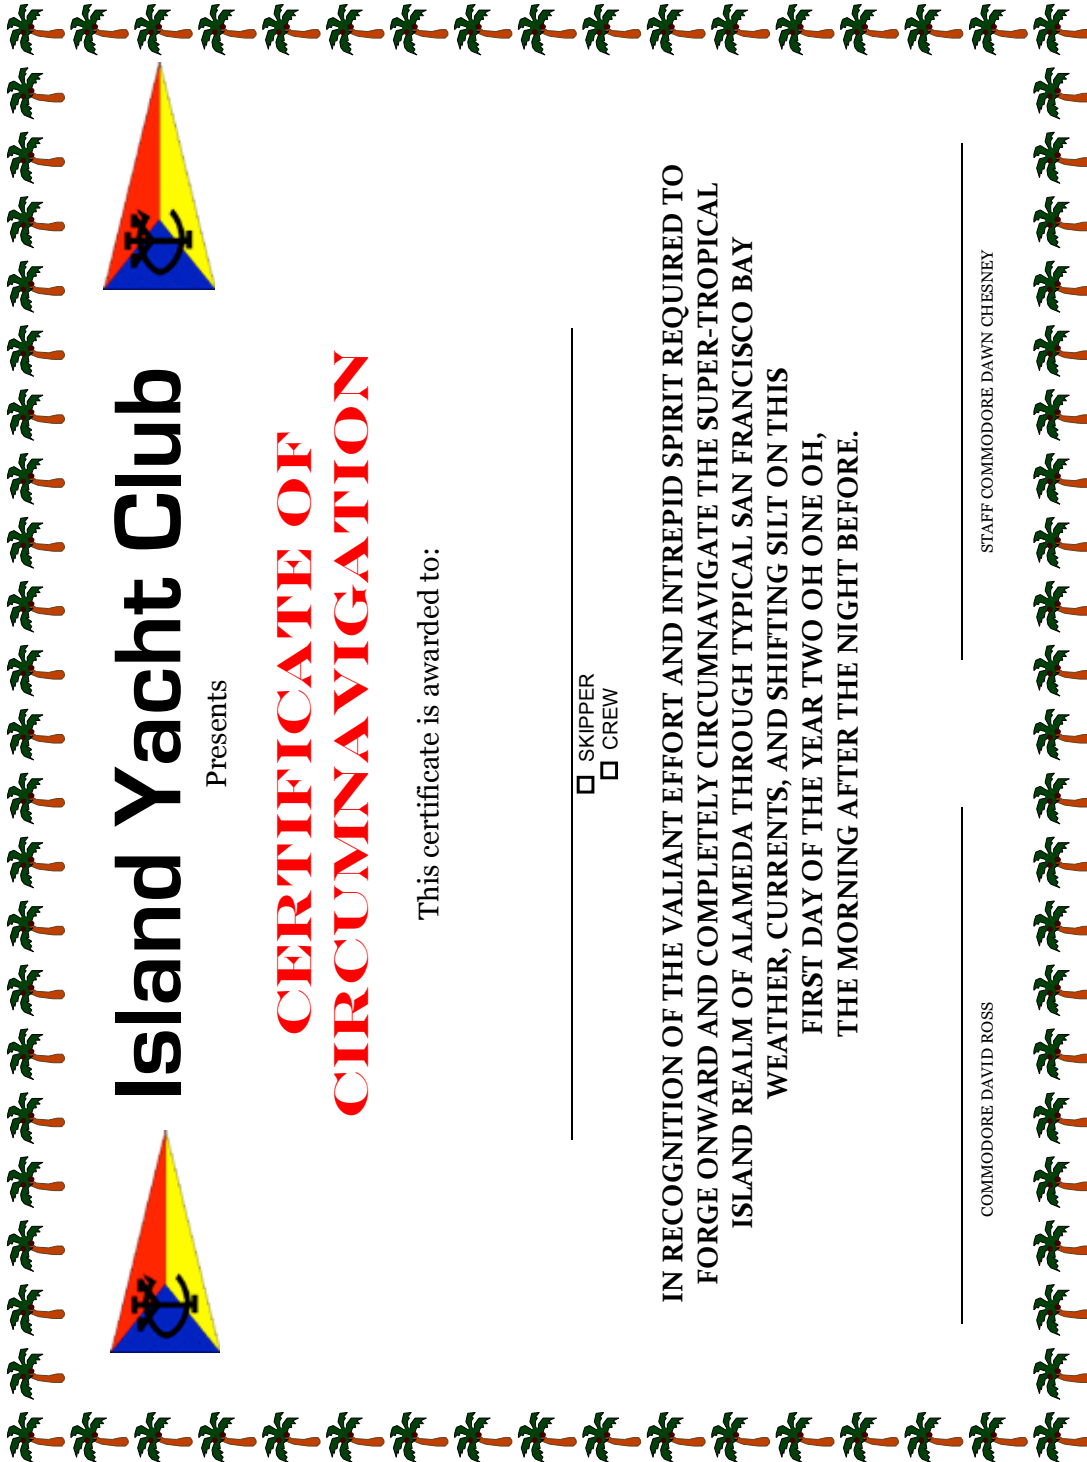 Island Yacht Club
Presents
CERTIFICATE OF
CIRCUMNAVIGATION
This certificate is awarded to:
SKIPPER
CREW
IN RECOGNITION OF THE VALIANT EFFORT AND INTREPID SPIRIT REQUIRED TO
FORGE ONWARD AND COMPLETELY CIRCUMNAVIGATE THE SUPER-TROPICAL
ISLAND REALM OF ALAMEDA THROUGH TYPICAL SAN FRANCISCO BAY
WEATHER, CURRENTS, AND SHIFTING SILT ON THIS
FIRST DAY OF THE YEAR TWO OH ONE OH,
THE MORNING AFTER THE NIGHT BEFORE.
COMMODORE DAVID ROSS
STAFF COMMODORE DAWN CHESNEY